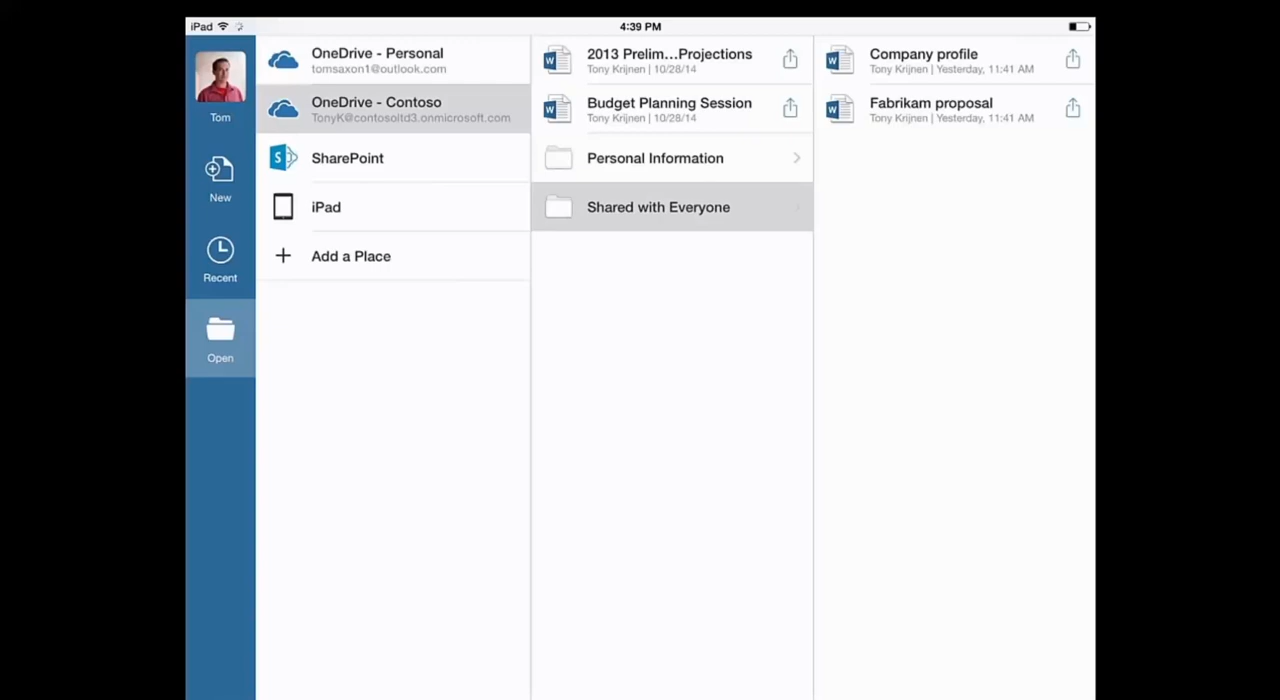 iPad
4:39 PM
Tom
New
Recent
Open
OneDrive - Personal
tomsaxon1@outlook.com
OneDrive - Contoso
TonyK@contosoltd3.onmicrosoft.com
SharePoint
iPad
Add a Place
2013 Prelim...Projections
Tony Krijnen | 10/28/14
Budget Planning Session
Tony Krijnen | 10/28/14
Personal Information
Shared with Everyone
Company profile
Tony Krijnen | Yesterday, 11:41 AM
Fabrikam proposal
Tony Krijnen | Yesterday, 11:41 AM